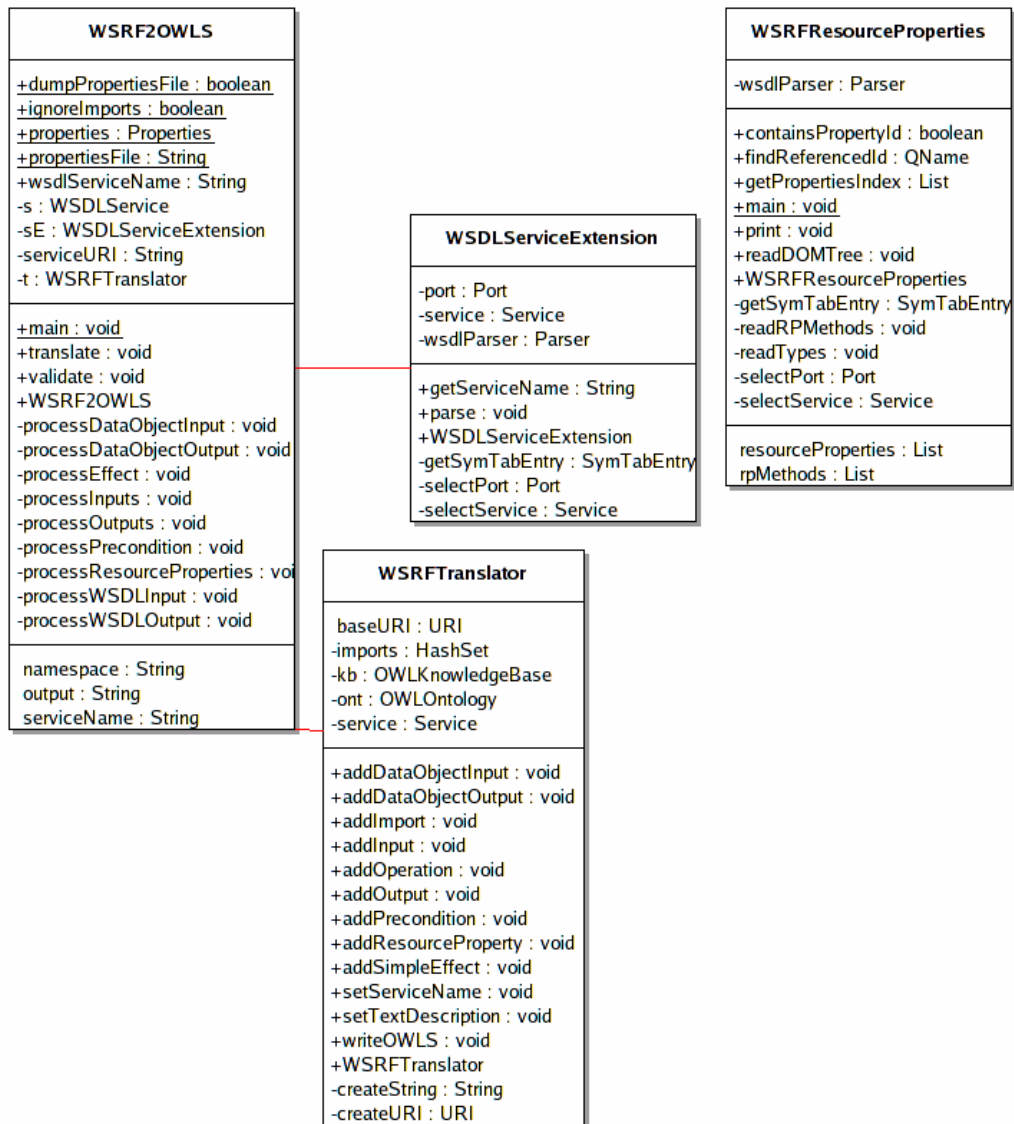 WSRF2OWLS
+dumpPropertiesFile : boolean
+ignoreImports : boolean
+properties : Properties
+propertiesFile : String
+wsdlServiceName : String
-s : WSDLService
-sE : WSDLServiceExtension
-serviceURI : String
-t : WSRFTranslator
+main : void
+translate : void
+validate : void
+WSRF2OWLS
-processDataObjectInput : void
-processDataObjectOutput : void
-processEffect : void
-processInputs : void
-processOutputs : void
-processPrecondition : void
-processResourceProperties : voi
-processWSDLInput : void
-processWSDLOutput : void
namespace : String
output : String
serviceName : String
WSDLServiceExtension
-port : Port
-service : Service
-wsdlParser : Parser
+getServiceName : String
+parse : void
+WSDLServiceExtension
-getSymTabEntry : SymTabEntry
-selectPort : Port
-selectService : Service
WSRFResourceProperties
-wsdlParser : Parser
+containsPropertyId : boolean
+findReferencedId : QName
+getPropertiesIndex : List
+main : void
+print : void
+readDOMTree : void
+WSRFResourceProperties
-getSymTabEntry : SymTabEntry
-readRPMethods : void
-readTypes : void
-selectPort : Port
-selectService : Service
resourceProperties : List
rpMethods : List
WSRFTranslator
baseURI : URI
-imports : HashSet
-kb : OWLKnowledgeBase
-ont : OWLOntology
-service : Service
+addDataObjectInput : void
+addDataObjectOutput : void
+addImport : void
+addInput : void
+addOperation : void
+addOutput : void
+addPrecondition : void
+addResourceProperty : void
+addSimpleEffect : void
+setServiceName : void
+setTextDescription : void
+writeOWLS : void
+WSRFTranslator
-createString : String
-createURI : URI